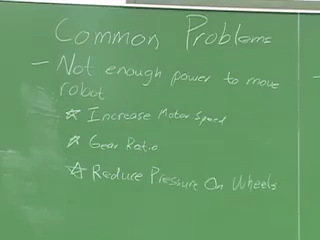 Common Problems
- Not enough power to move
robot
☆ Increase Motor Speed
☆ Gear Ratio
☆ Reduce Pressure On Wheels